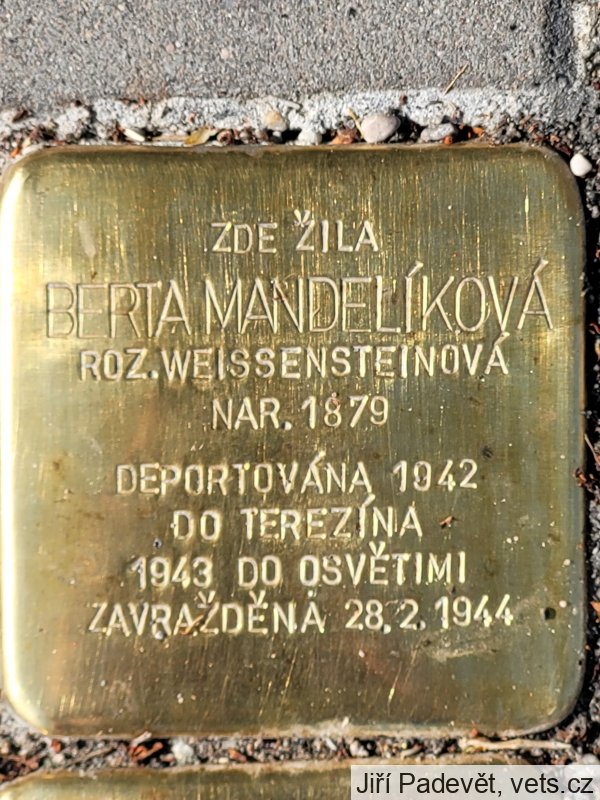 ZDE ŽILA
BERTA MANDELÍKOVÁ
ROZ. WEISSENSTEINOVÁ
NAR. 1879
DEPORTOVÁNA 1942
DO TEREZÍNA
1943 DO OSVĚTIMI
ZAVRAŽDĚNA 28.2.1944
Jiří Padevět, vets.cz